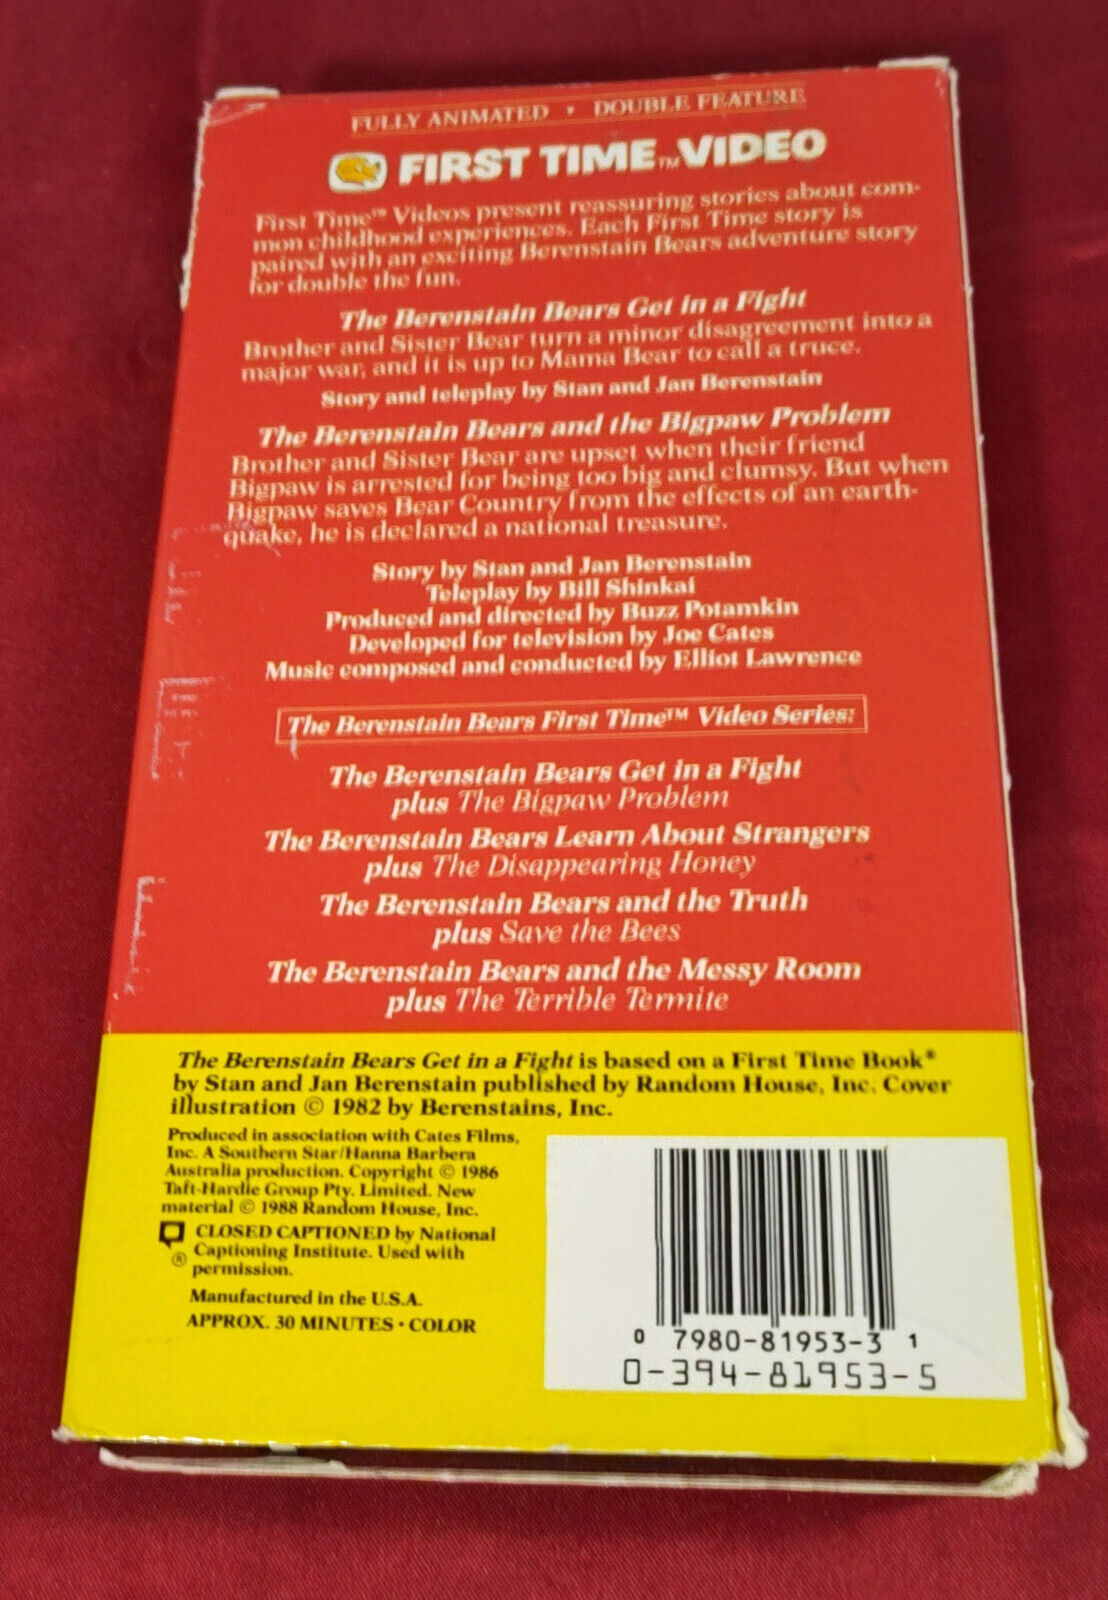 FULLY ANIMATED • DOUBLE FEATURE
FIRST TIME™ VIDEO
First Time™ Videos present reassuring stories about com-
mon childhood experiences. Each First Time story is
paired with an exciting Berenstain Bears adventure story
for double the fun.
The Berenstain Bears Get in a Fight
Brother and Sister Bear turn a minor disagreement into a
major war, and it is up to Mama Bear to call a truce.
Story and teleplay by Stan and Jan Berenstain
The Berenstain Bears and the Bigpaw Problem
Brother and Sister Bear are upset when their friend
Bigpaw is arrested for being too big and clumsy. But when
Bigpaw saves Bear Country from the effects of an earth-
quake, he is declared a national treasure.
Story by Stan and Jan Berenstain
Teleplay by Bill Shinkai
Produced and directed by Buzz Potamkin
Developed for television by Joe Cates
Music composed and conducted by Elliot Lawrence
The Berenstain Bears First Time™ Video Series:
The Berenstain Bears Get in a Fight
plus The Bigpaw Problem
The Berenstain Bears Learn About Strangers
plus The Disappearing Honey
The Berenstain Bears and the Truth
plus Save the Bees
The Berenstain Bears and the Messy Room
plus The Terrible Termite
The Berenstain Bears Get in a Fight is based on a First Time Book®
by Stan and Jan Berenstain published by Random House, Inc. Cover
illustration © 1982 by Berenstains, Inc.
Produced in association with Cates Films,
Inc. A Southern Star/Hanna Barbera
Australia production. Copyright © 1986
Taft-Hardie Group Pty. Limited. New
material © 1988 Random House, Inc.
CLOSED CAPTIONED by National
® Captioning Institute. Used with
permission.
Manufactured in the U.S.A.
APPROX. 30 MINUTES • COLOR
0 7980-81953-3 1
0-394-81953-5